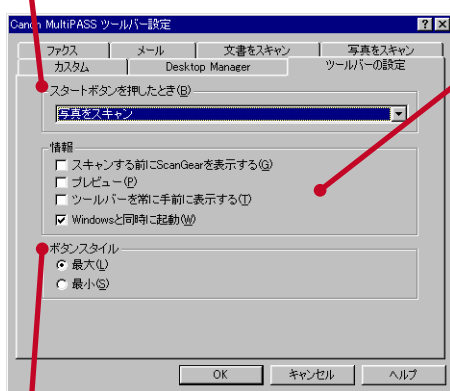 Canon MultiPASS ツールバー設定
ファクス メール 文書をスキャン 写真をスキャン
カスタム Desktop Manager ツールバーの設定
スタートボタンを押したとき(B)
写真をスキャン
情報
スキャンする前にScanGearを表示する(G)
プレビュー(P)
ツールバーを常に手前に表示する(T)
Windowsと同時に起動(W)
ボタンスタイル
最大(L)
最小(S)
OK キャンセル ヘルプ